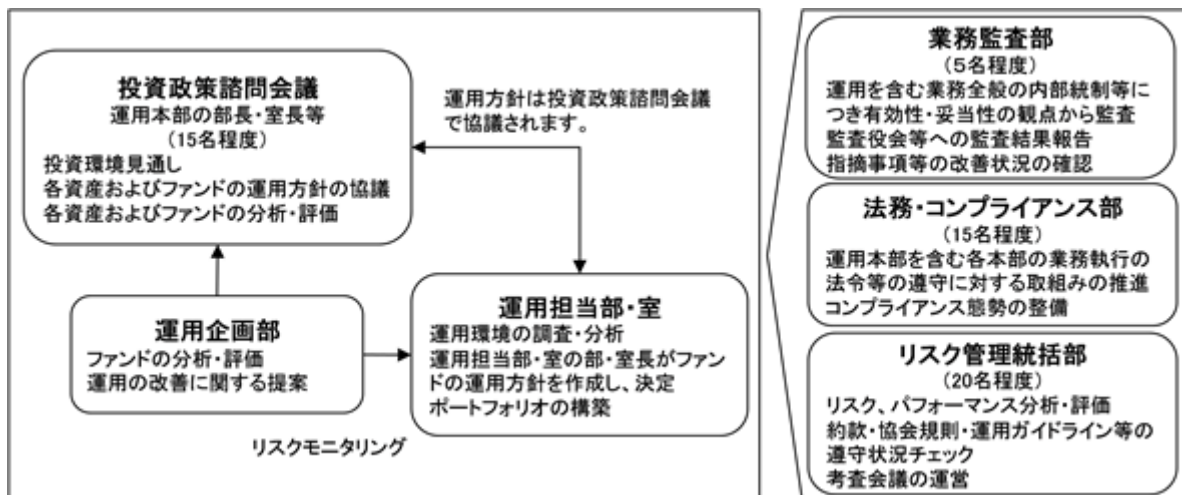 投資政策諮問会議
運用本部の部長・室長等
(15名程度)
投資環境見通し
各資産およびファンドの運用方針の協議
各資産およびファンドの分析・評価
運用方針は投資政策諮問会議
で協議されます。
運用企画部
ファンドの分析・評価
運用の改善に関する提案
運用担当部・室
運用環境の調査・分析
運用担当部・室の部・室長がファン
ドの運用方針を作成し、決定
ポートフォリオの構築
リスクモニタリング
業務監査部
(5名程度)
運用を含む業務全般の内部統制等に
つき有効性・妥当性の観点から監査
監査役会等への監査結果報告
指摘事項等の改善状況の確認
法務・コンプライアンス部
(15名程度)
運用本部を含む各本部の業務執行の
法令等の遵守に対する取組みの推進
コンプライアンス態勢の整備
リスク管理統括部
(20名程度)
リスク、パフォーマンス分析・評価
約款・協会規則・運用ガイドライン等の
遵守状況チェック
考査会議の運営